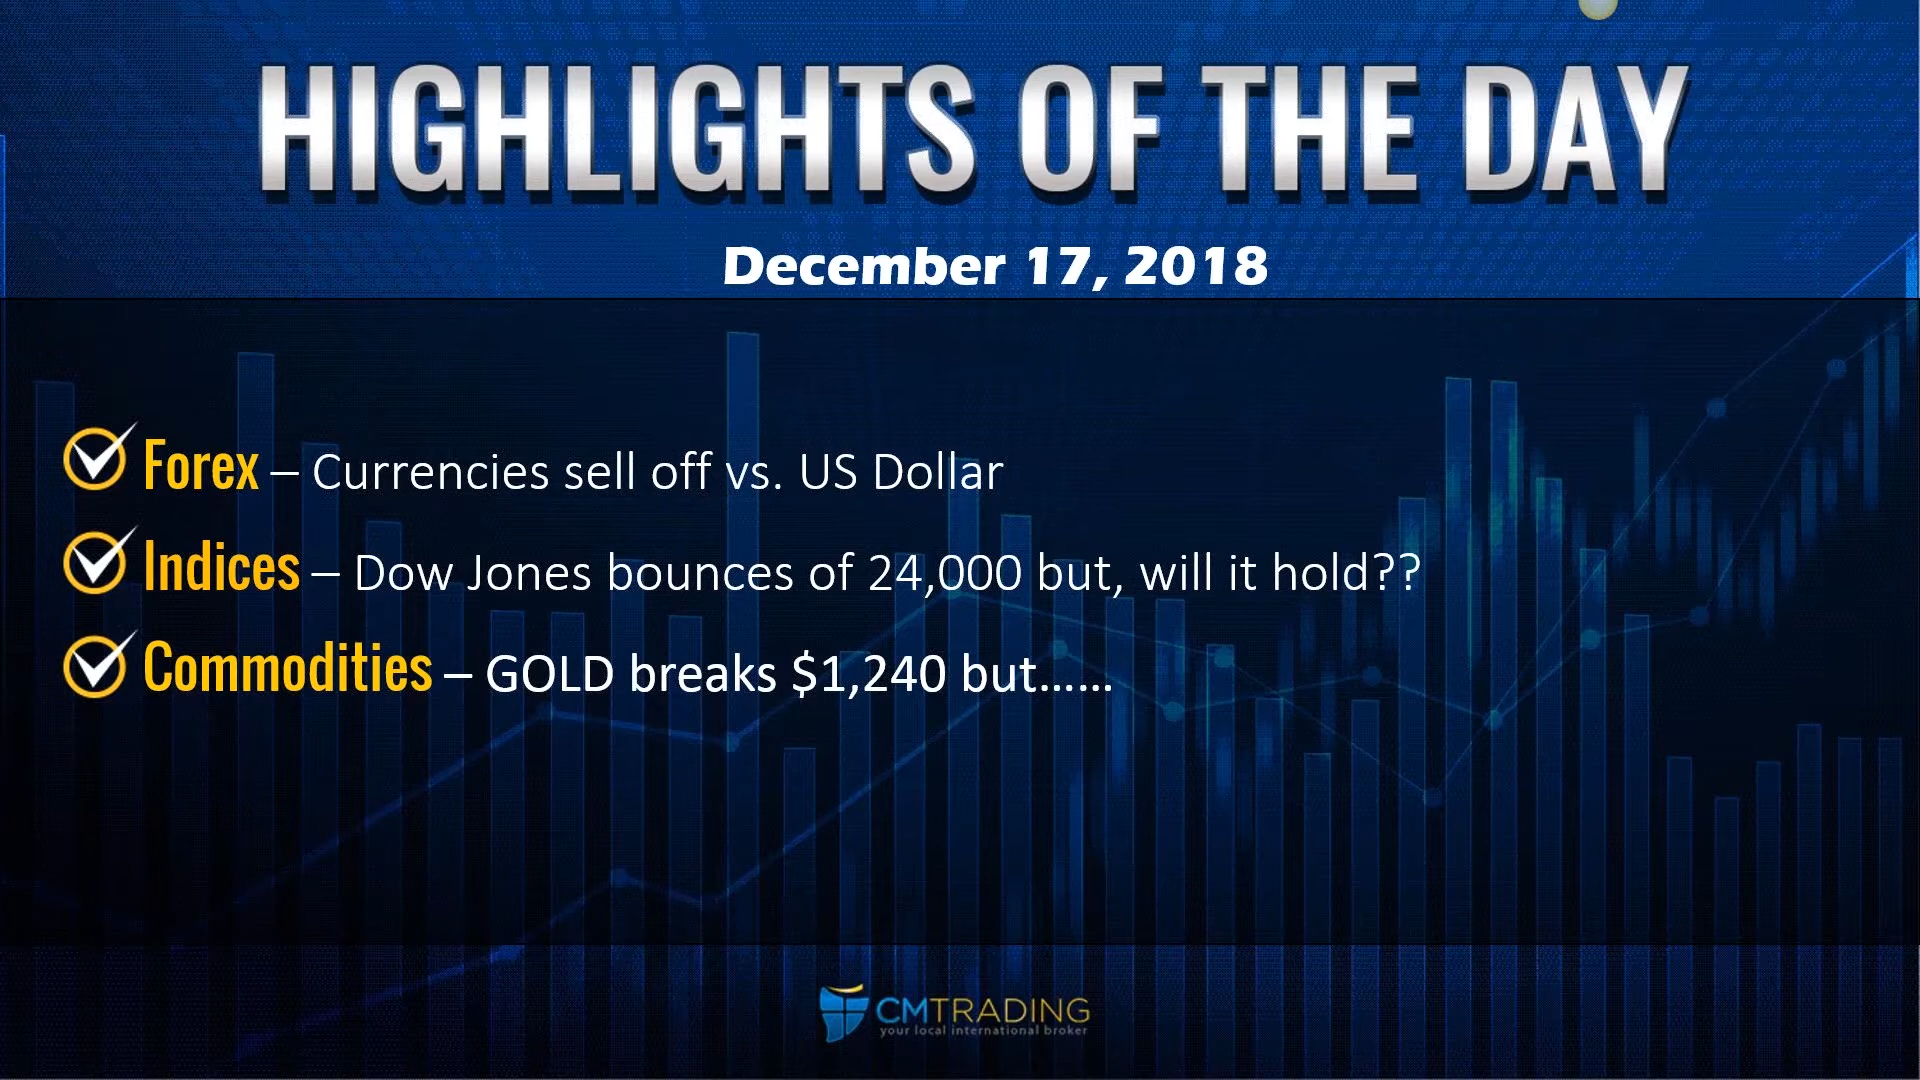 HIGHLIGHTS OF THE DAY
December 17, 2018
Forex – Currencies sell off vs. US Dollar
Indices – Dow Jones bounces of 24,000 but, will it hold??
Commodities – GOLD breaks $1,240 but......
CMTRADING
your local international broker